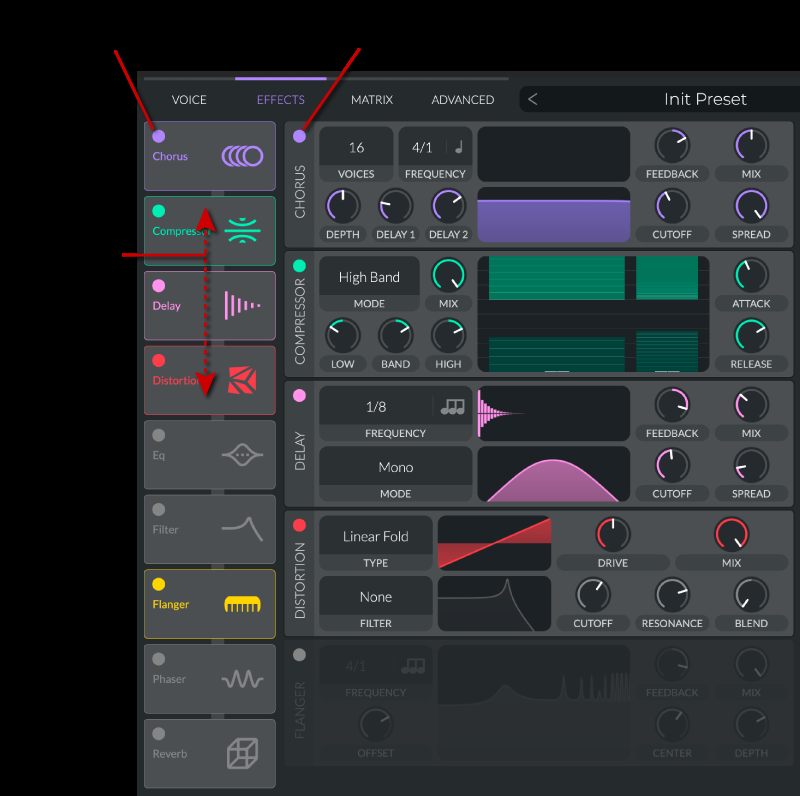 VOICE EFFECTS MATRIX ADVANCED < Init Preset
Chorus
Compressor
Delay
Distortion
Eq
Filter
Flanger
Phaser
Reverb
CHORUS
16 4/1
VOICES FREQUENCY FEEDBACK MIX
DEPTH DELAY 1 DELAY 2 CUTOFF SPREAD
COMPRESSOR
High Band
MODE MIX ATTACK
LOW BAND HIGH RELEASE
DELAY
1/8
FREQUENCY FEEDBACK MIX
Mono
MODE CUTOFF SPREAD
DISTORTION
Linear Fold
TYPE DRIVE MIX
None
FILTER CUTOFF RESONANCE BLEND
FLANGER
4/1
FREQUENCY FEEDBACK MIX
OFFSET CENTER DEPTH